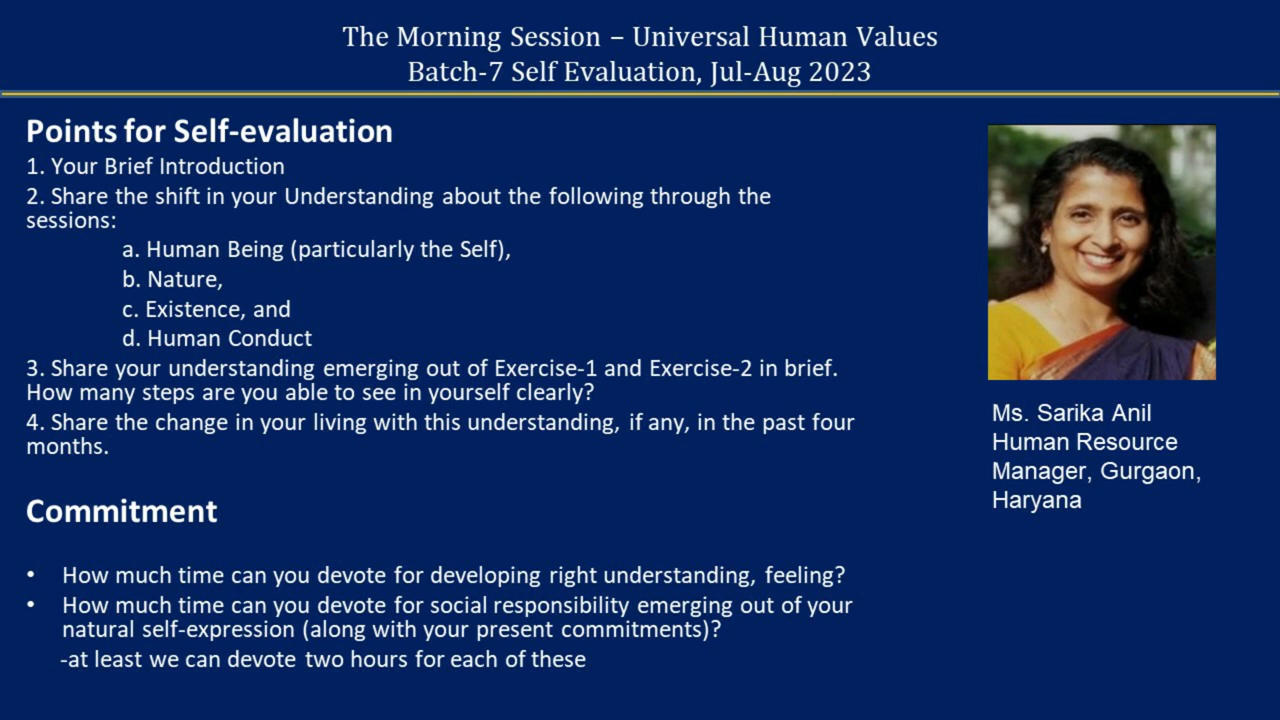 The Morning Session – Universal Human Values
Batch-7 Self Evaluation, Jul-Aug 2023
Points for Self-evaluation
1. Your Brief Introduction
2. Share the shift in your Understanding about the following through the
sessions:
a. Human Being (particularly the Self),
b. Nature,
c. Existence, and
d. Human Conduct
3. Share your understanding emerging out of Exercise-1 and Exercise-2 in brief.
How many steps are you able to see in yourself clearly?
4. Share the change in your living with this understanding, if any, in the past four
months.
Commitment
• How much time can you devote for developing right understanding, feeling?
• How much time can you devote for social responsibility emerging out of your
natural self-expression (along with your present commitments)?
-at least we can devote two hours for each of these
Ms. Sarika Anil
Human Resource
Manager, Gurgaon,
Haryana